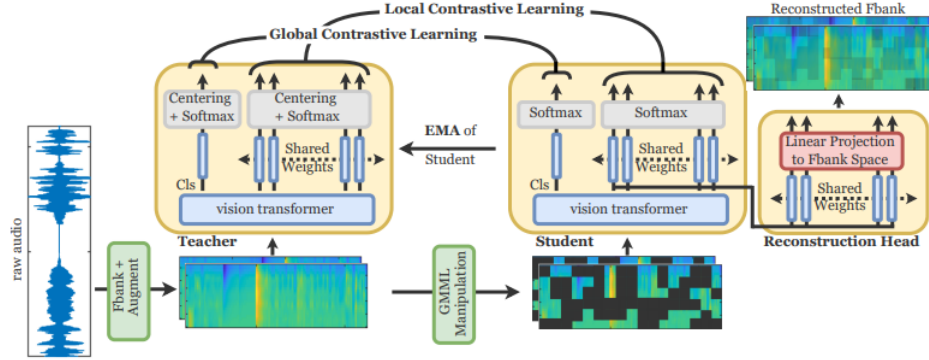 Local Contrastive Learning
Reconstructed Fbank
Global Contrastive Learning
Centering
+ Softmax
Centering
+ Softmax
Shared
Weights
Cls
vision transformer
Teacher
EMA of
Student
Softmax
Softmax
Shared
Weights
Cls
vision transformer
Student
Linear Projection
to Fbank Space
Shared
Weights
Reconstruction Head
raw audio
Fbank +
Augment
GMML
Manipulation